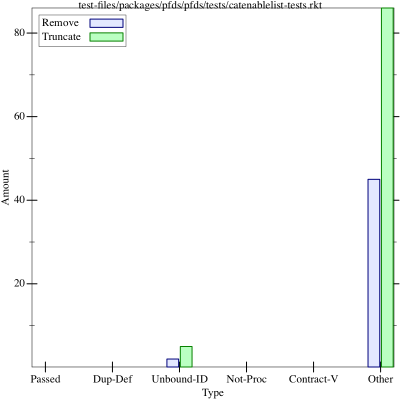 test-files/packages/pfds/pfds/tests/catenablelist-tests.rkt
Remove
Truncate
80
60
40
20
Amount
Passed Dup-Def Unbound-ID Not-Proc Contract-V Other
Type